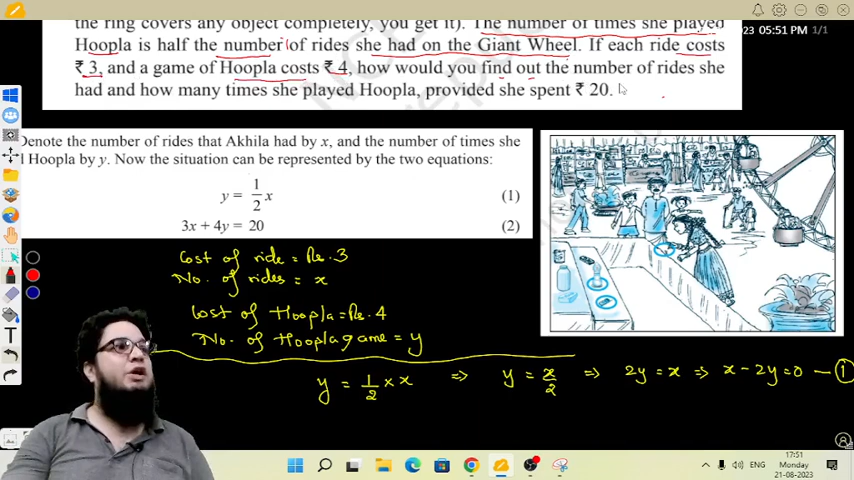 the ring covers any object completely, you get it). The number of times she played
Hoopla is half the number of rides she had on the Giant Wheel. If each ride costs
₹ 3, and a game of Hoopla costs ₹ 4, how would you find out the number of rides she
had and how many times she played Hoopla, provided she spent ₹ 20.
2023 05:51 PM 1/1
Denote the number of rides that Akhila had by x, and the number of times she
Hoopla by y. Now the situation can be represented by the two equations:
y = 1/2 x (1)
3x + 4y = 20 (2)
Cost of ride = Rs. 3
No. of rides = x
Cost of Hoopla = Rs. 4
No. of Hoopla game = y
y = 1/2 × x ⇒ y = x/2 ⇒ 2y = x ⇒ x - 2y = 0 — ①
ENG
17:51
Monday
21-08-2023